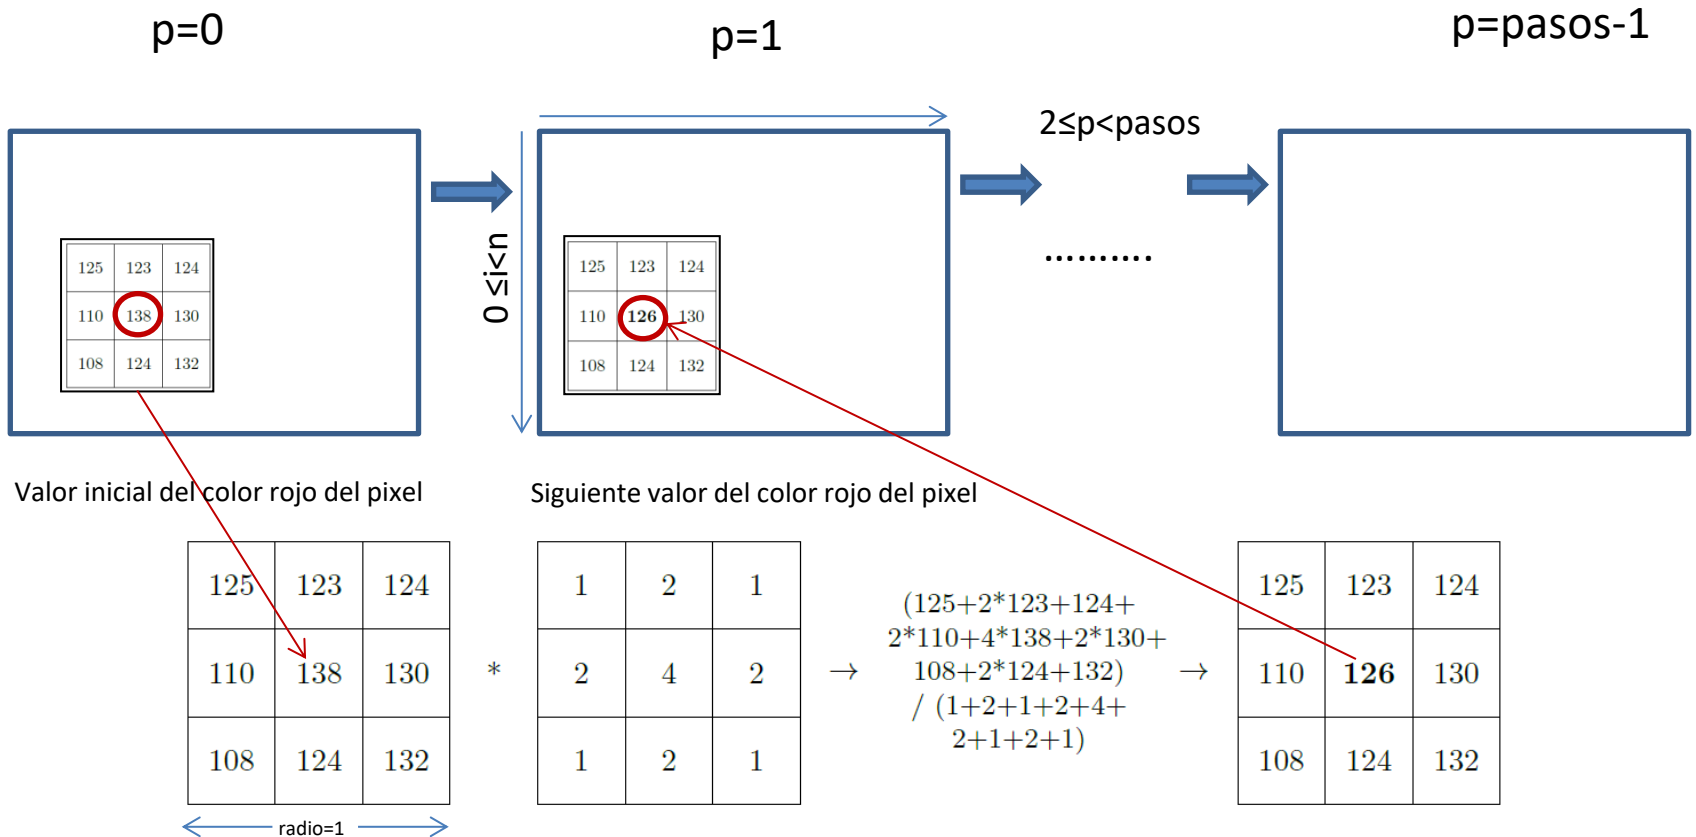 p=0
p=1
p=pasos-1
2≤p<pasos
0 ≤i<n
125 123 124
110 138 130
108 124 132
125 123 124
110 126 130
108 124 132
..........
Valor inicial del color rojo del pixel
Siguiente valor del color rojo del pixel
125 123 124
110 138 130
108 124 132
*
1 2 1
2 4 2
1 2 1
→
(125+2*123+124+
2*110+4*138+2*130+
108+2*124+132)
/ (1+2+1+2+4+
2+1+2+1)
→
125 123 124
110 126 130
108 124 132
radio=1